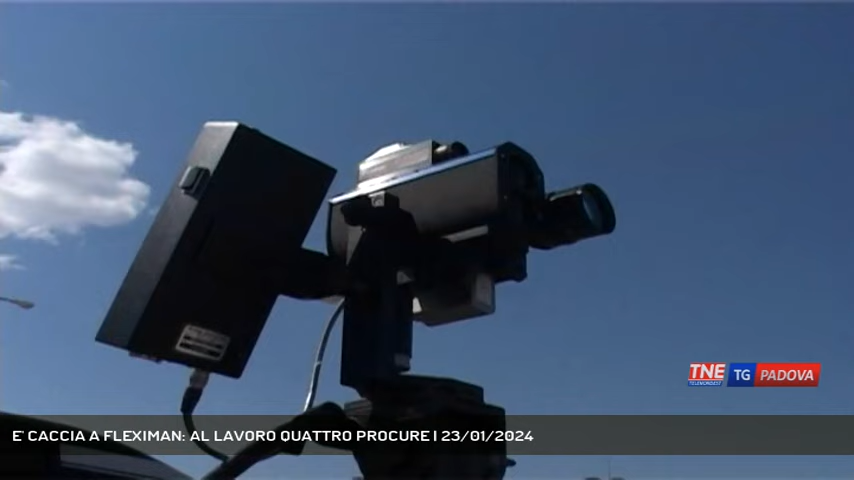 TNE TG PADOVA
TELENORDEST
E' CACCIA A FLEXIMAN: AL LAVORO QUATTRO PROCURE | 23/01/2024